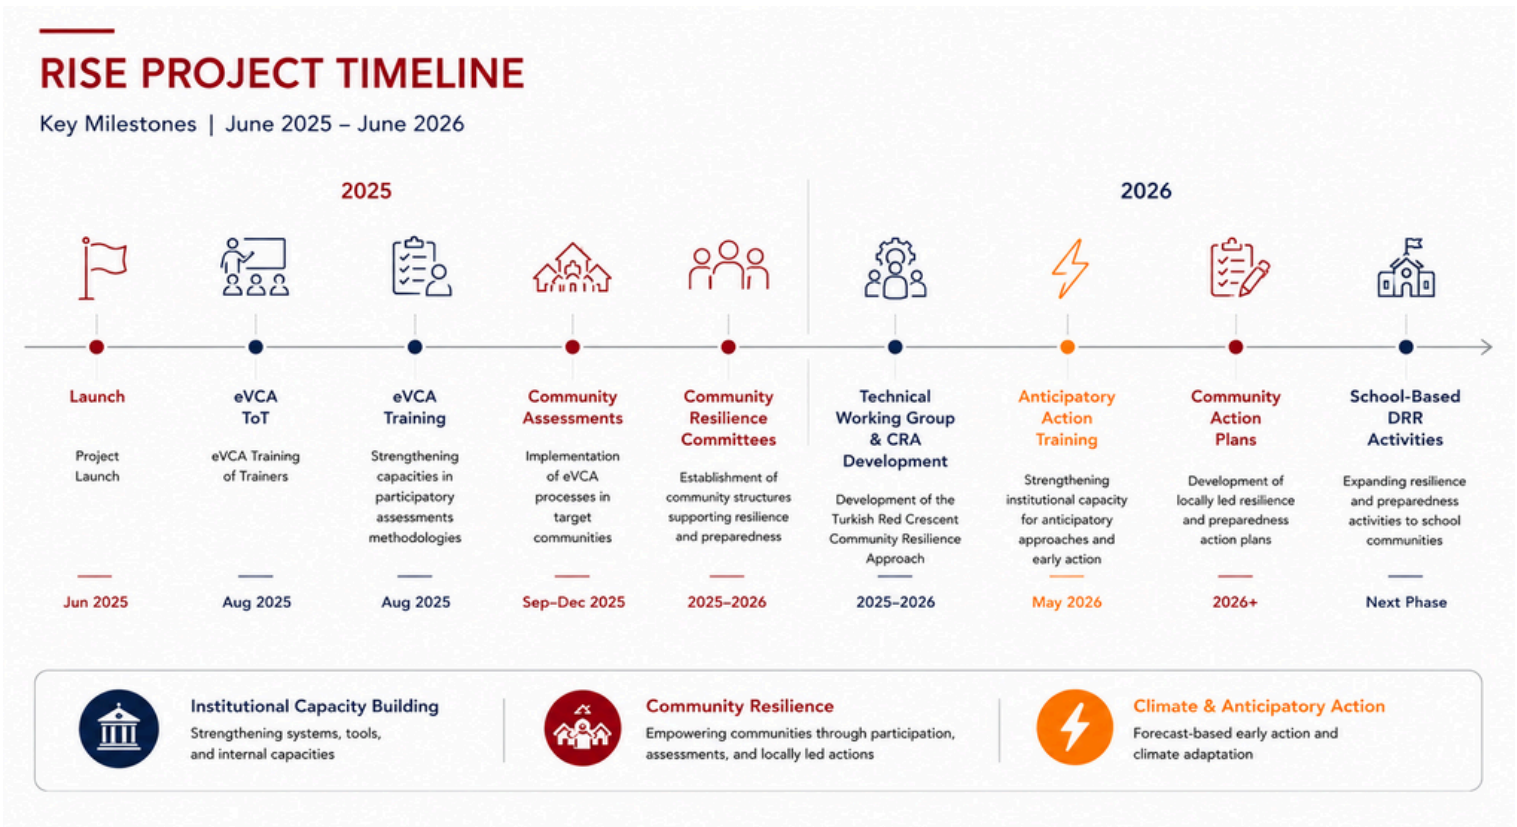 RISE PROJECT TIMELINE
Key Milestones | June 2025 – June 2026
2025
2026
Launch
Project
Launch
Jun 2025
eVCA
ToT
eVCA Training
of Trainers
Aug 2025
eVCA
Training
Strengthening
capacities in
participatory
assessments
methodologies
Aug 2025
Community
Assessments
Implementation
of eVCA
processes in
target
communities
Sep–Dec 2025
Community
Resilience
Committees
Establishment of
community structures
supporting resilience
and preparedness
2025–2026
Technical
Working Group
& CRA
Development
Development of the
Turkish Red Crescent
Community Resilience
Approach
2025–2026
Anticipatory
Action
Training
Strengthening
institutional capacity
for anticipatory
approaches and
early action
May 2026
Community
Action
Plans
Development of
locally led resilience
and preparedness
action plans
2026+
School-Based
DRR
Activities
Expanding resilience
and preparedness
activities to school
communities
Next Phase
Institutional Capacity Building
Strengthening systems, tools,
and internal capacities
Community Resilience
Empowering communities through participation,
assessments, and locally led actions
Climate & Anticipatory Action
Forecast-based early action and
climate adaptation